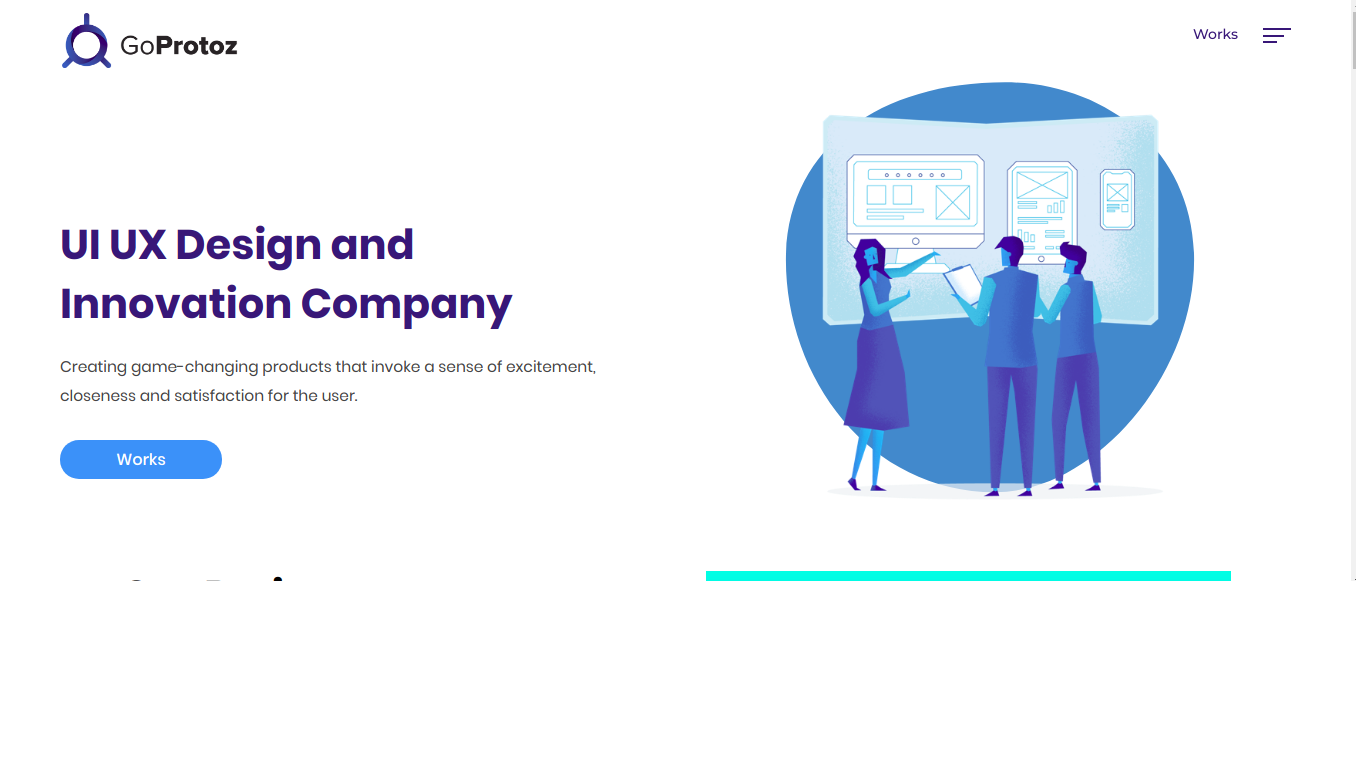 GoProtoz
Works
UI UX Design and
Innovation Company
Creating game-changing products that invoke a sense of excitement,
closeness and satisfaction for the user.
Works